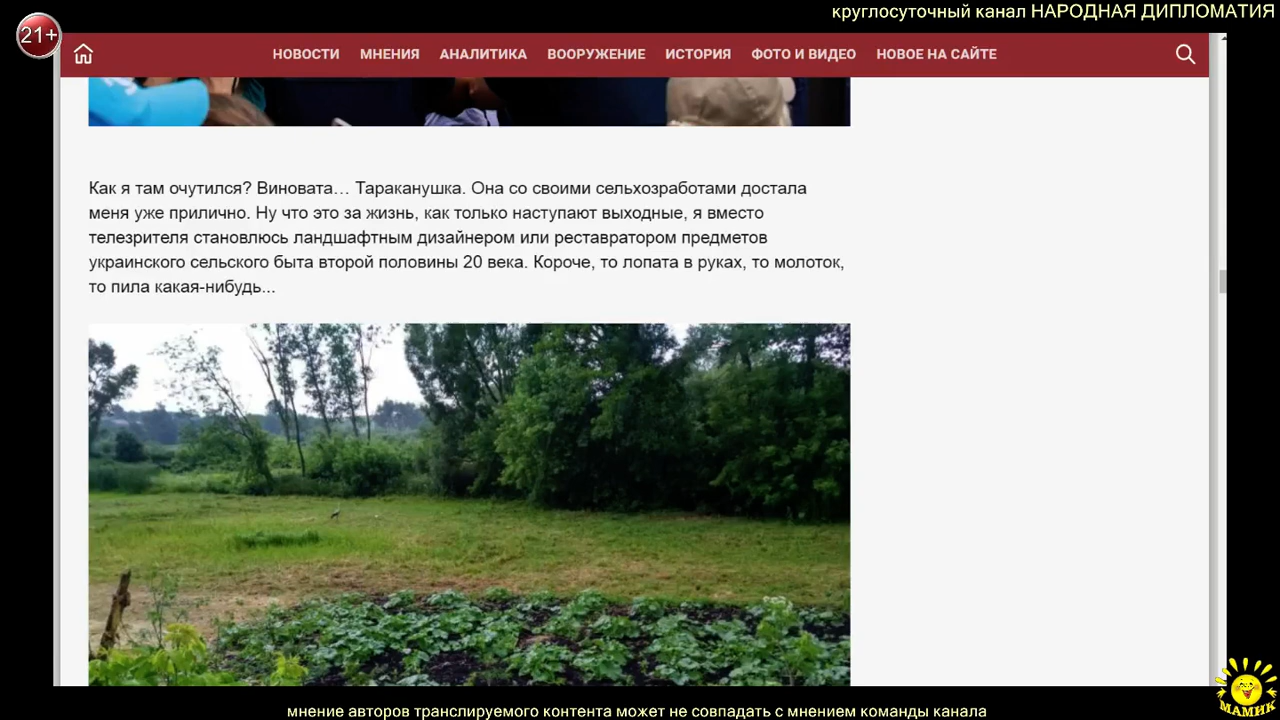 круглосуточный канал НАРОДНАЯ ДИПЛОМАТИЯ
21+
НОВОСТИ МНЕНИЯ АНАЛИТИКА ВООРУЖЕНИЕ ИСТОРИЯ ФОТО И ВИДЕО НОВОЕ НА САЙТЕ
Как я там очутился? Виновата… Тараканушка. Она со своими сельхозработами достала
меня уже прилично. Ну что это за жизнь, как только наступают выходные, я вместо
телезрителя становлюсь ландшафтным дизайнером или реставратором предметов
украинского сельского быта второй половины 20 века. Короче, то лопата в руках, то молоток,
то пила какая-нибудь...
МАМИК
мнение авторов транслируемого контента может не совпадать с мнением команды канала